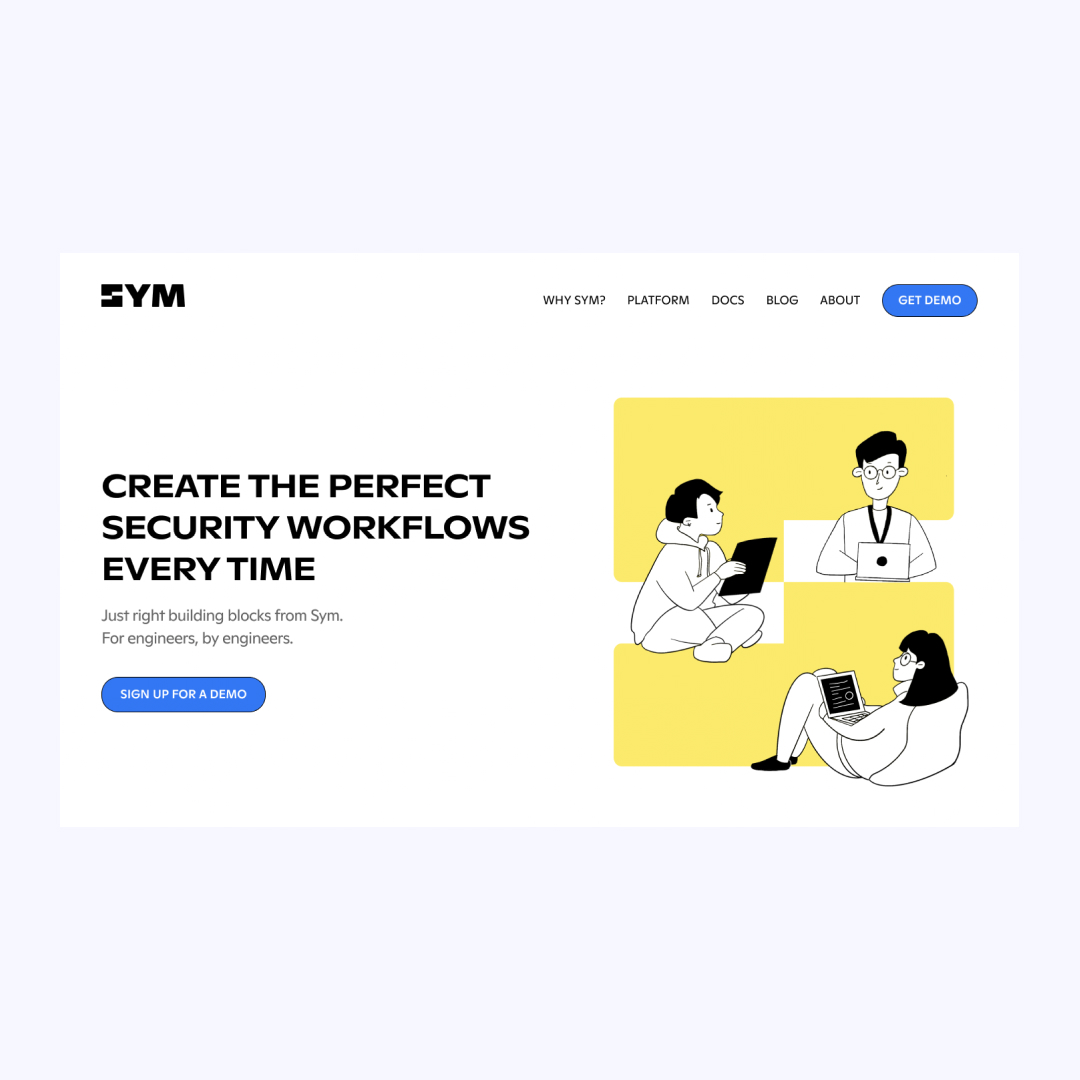 SYM
WHY SYM? PLATFORM DOCS BLOG ABOUT GET DEMO
CREATE THE PERFECT
SECURITY WORKFLOWS
EVERY TIME
Just right building blocks from Sym.
For engineers, by engineers.
SIGN UP FOR A DEMO